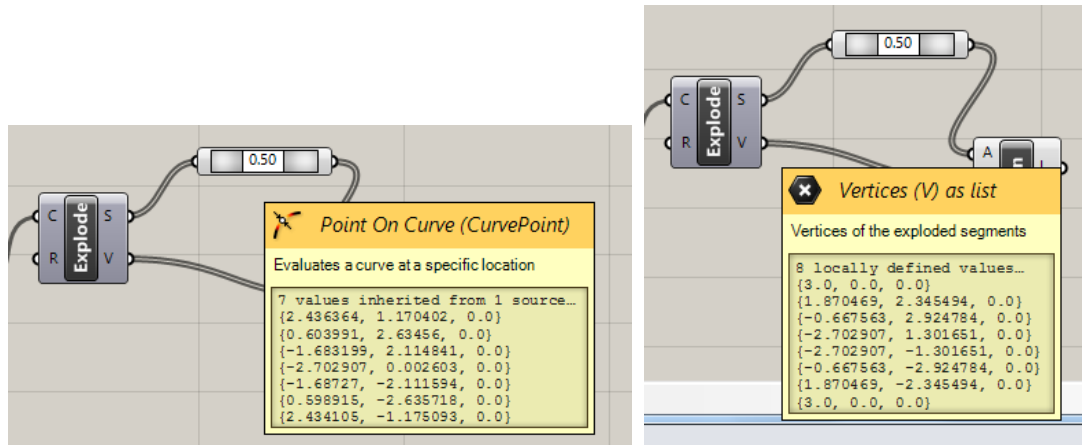 0.50
C
Explode
S
R
V
Point On Curve (CurvePoint)
Evaluates a curve at a specific location
7 values inherited from 1 source…
{2.436364, 1.170402, 0.0}
{0.603991, 2.63456, 0.0}
{-1.683199, 2.114841, 0.0}
{-2.702907, 0.002603, 0.0}
{-1.68727, -2.111594, 0.0}
{0.598915, -2.635718, 0.0}
{2.434105, -1.175093, 0.0}
0.50
C
Explode
S
R
V
A
Vertices (V) as list
Vertices of the exploded segments
8 locally defined values…
{3.0, 0.0, 0.0}
{1.870469, 2.345494, 0.0}
{-0.667563, 2.924784, 0.0}
{-2.702907, 1.301651, 0.0}
{-2.702907, -1.301651, 0.0}
{-0.667563, -2.924784, 0.0}
{1.870469, -2.345494, 0.0}
{3.0, 0.0, 0.0}